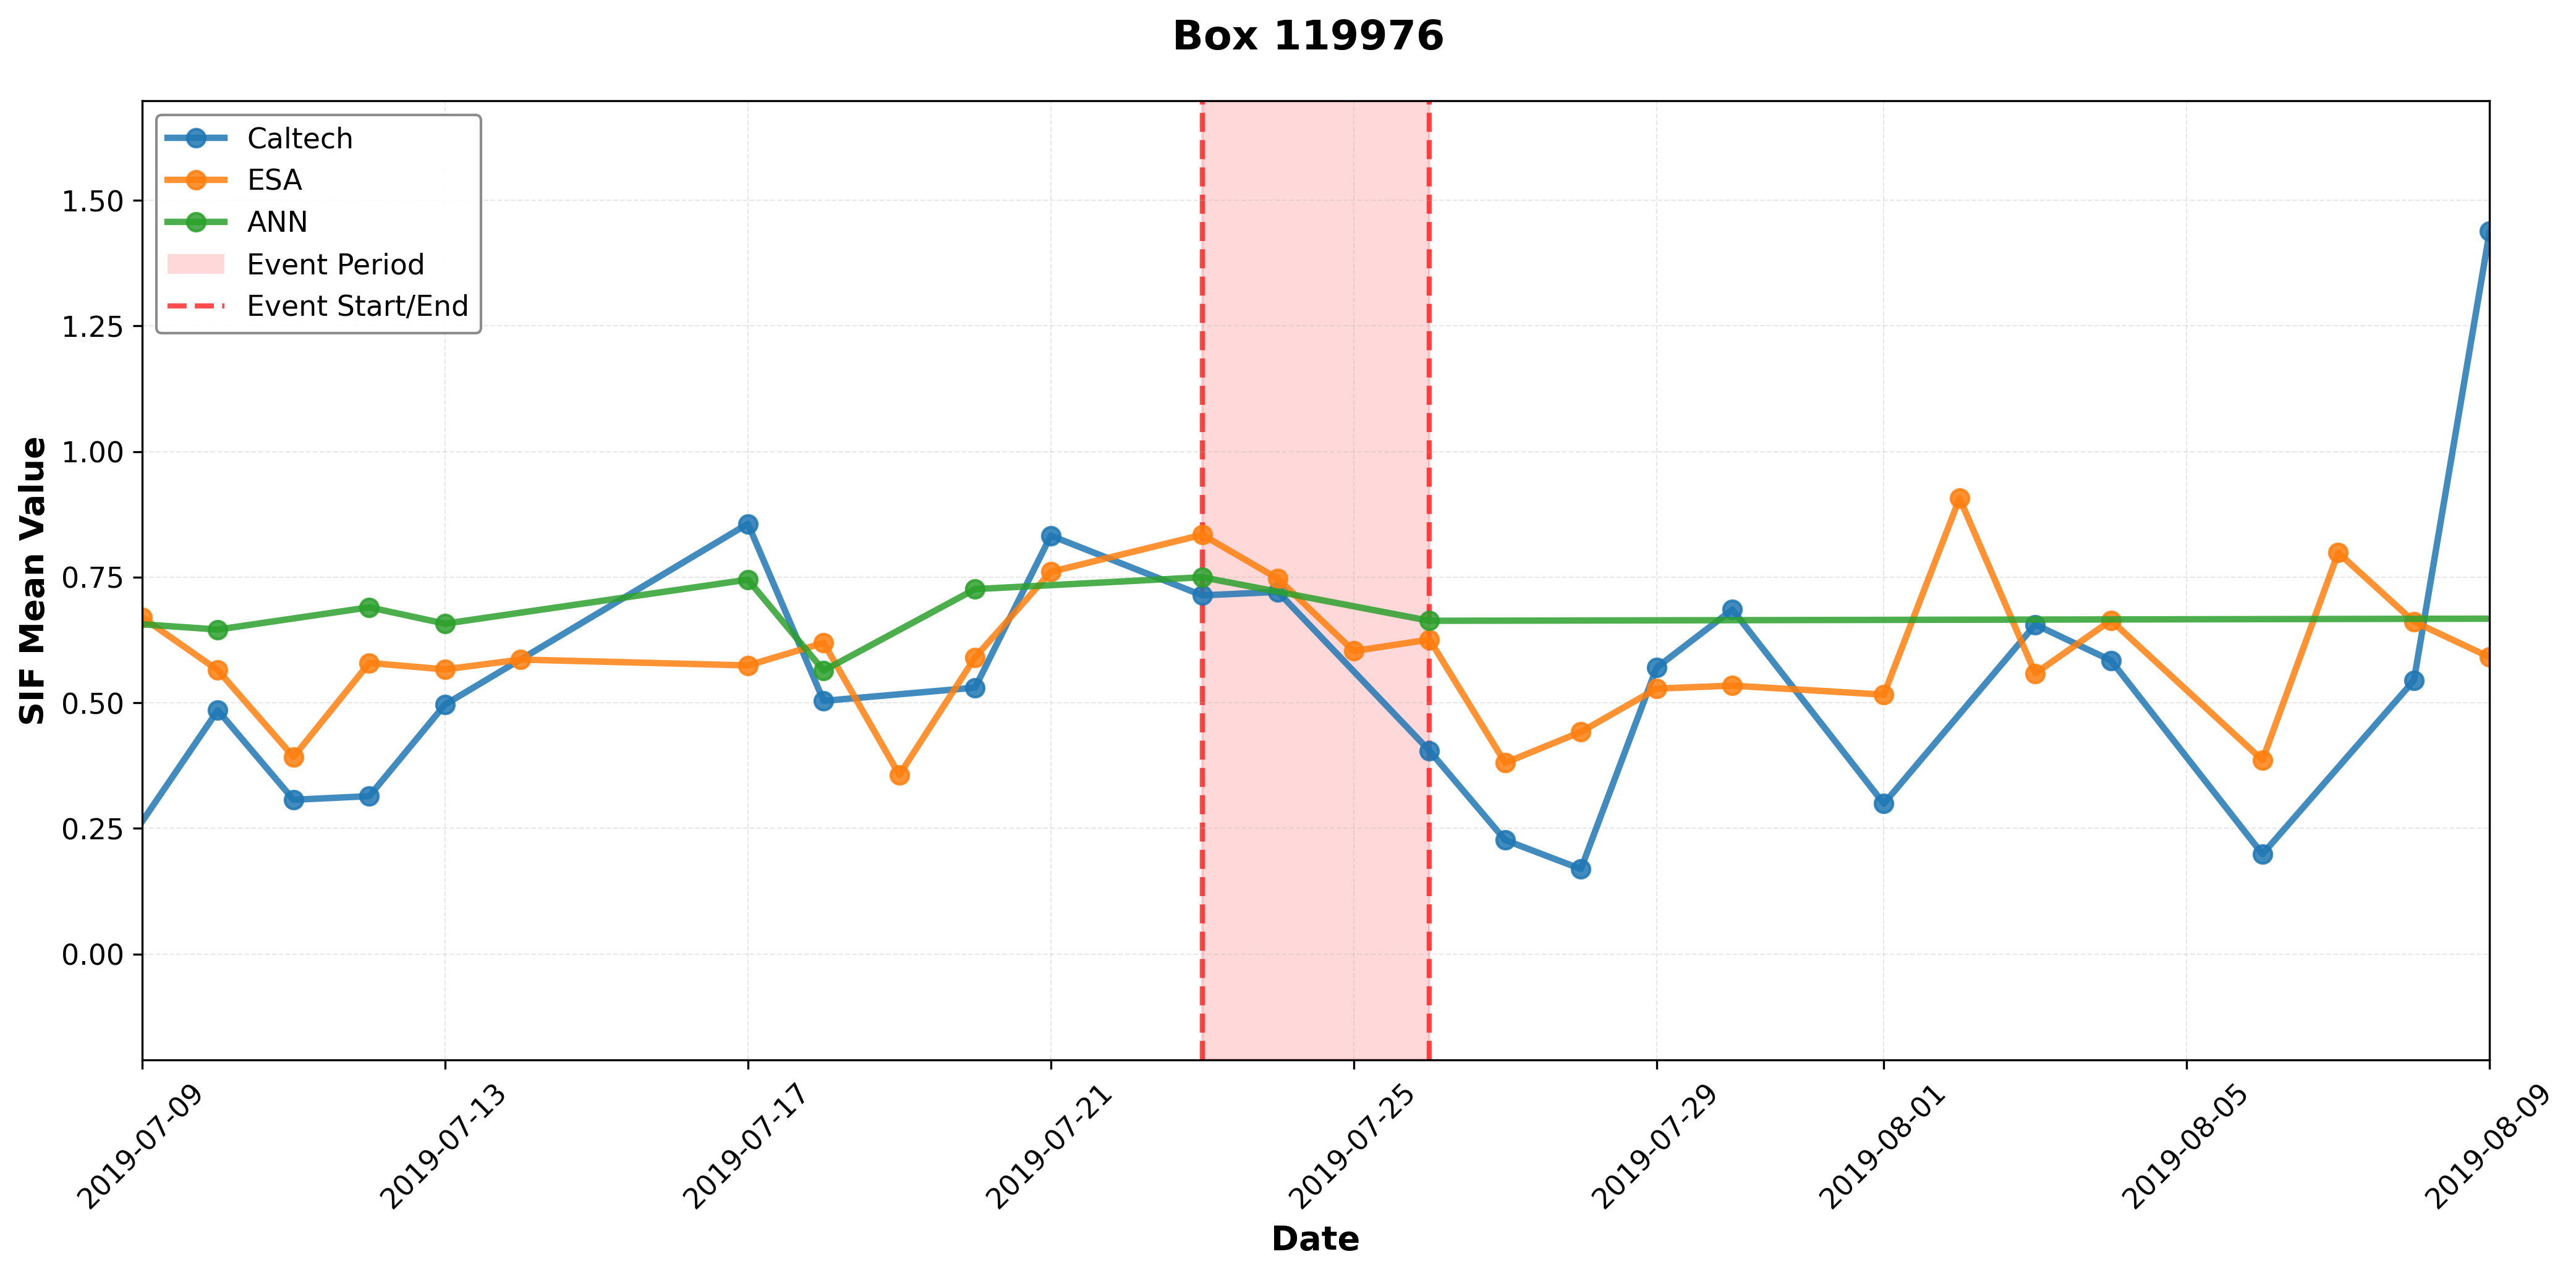 Box 119976
Caltech
ESA
ANN
Event Period
Event Start/End
SIF Mean Value
1.50
1.25
1.00
0.75
0.50
0.25
0.00
2019-07-09
2019-07-13
2019-07-17
2019-07-21
2019-07-25
2019-07-29
2019-08-01
2019-08-05
2019-08-09
Date